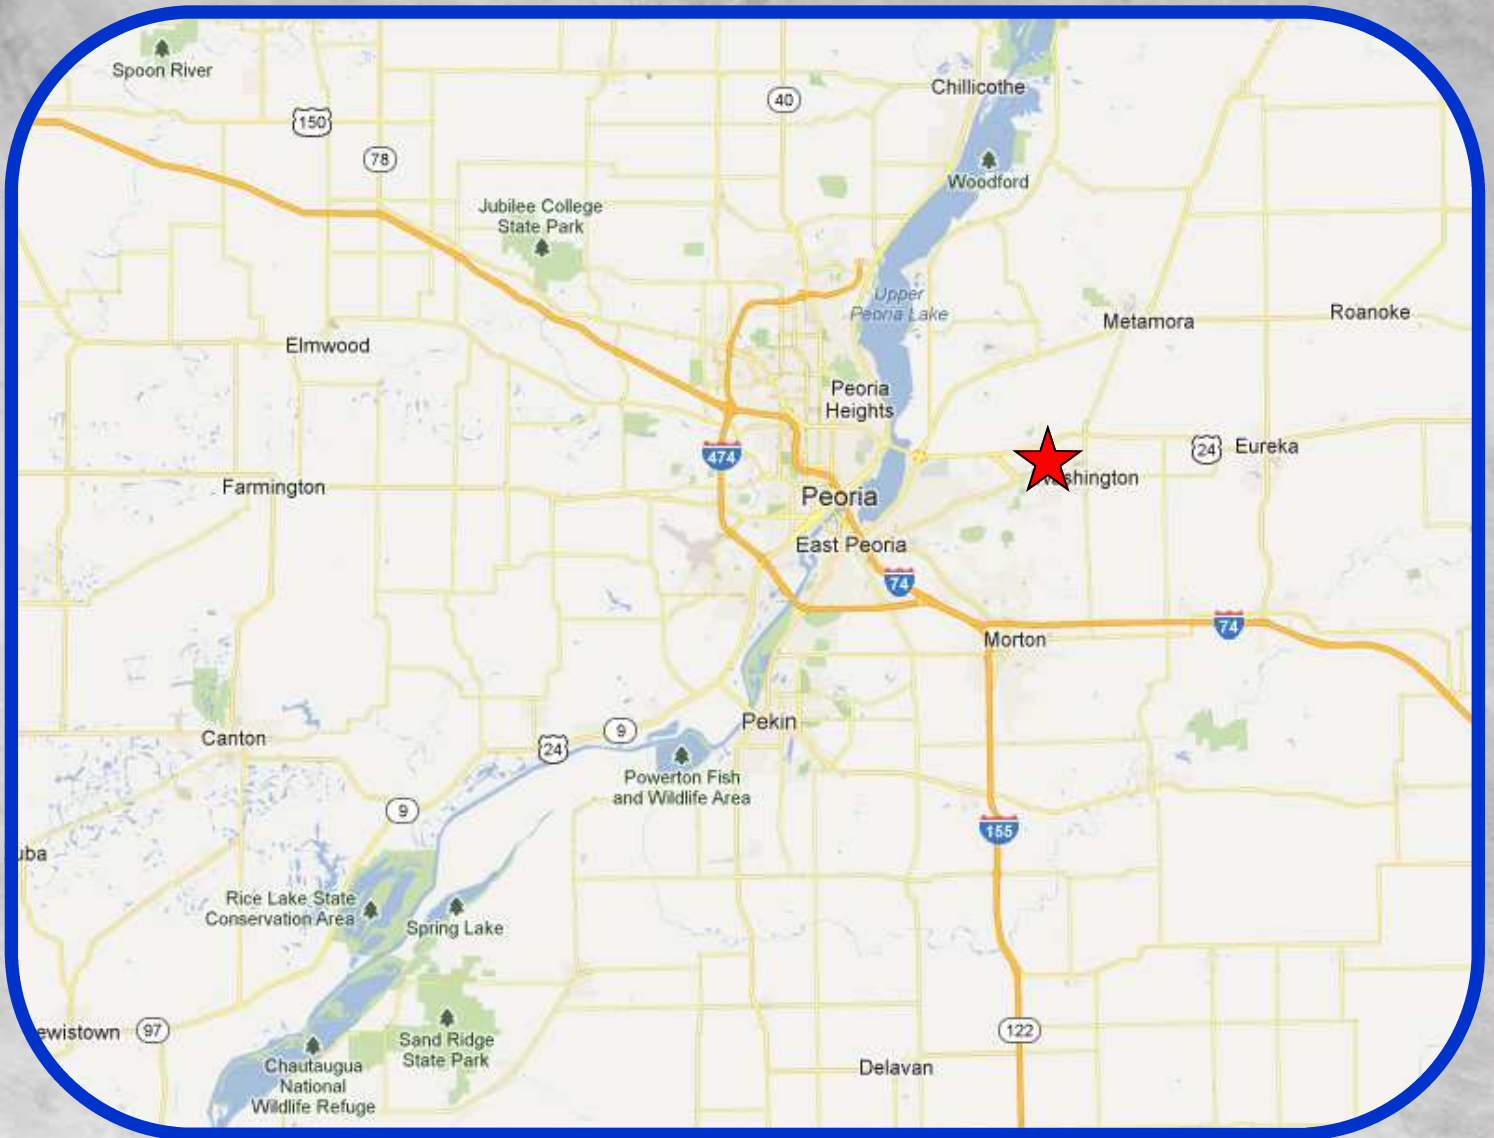 Spoon River
150
40
Chillicothe
78
Woodford
Jubilee College
State Park
Upper
Peoria Lake
Metamora
Roanoke
Elmwood
Peoria
Heights
474
24
Eureka
shington
Farmington
Peoria
East Peoria
74
74
Morton
Pekin
9
24
Canton
Powerton Fish
and Wildlife Area
9
155
uba
Rice Lake State
Conservation Area
Spring Lake
ewistown
97
122
Sand Ridge
State Park
Delavan
Chautaugua
National
Wildlife Refuge